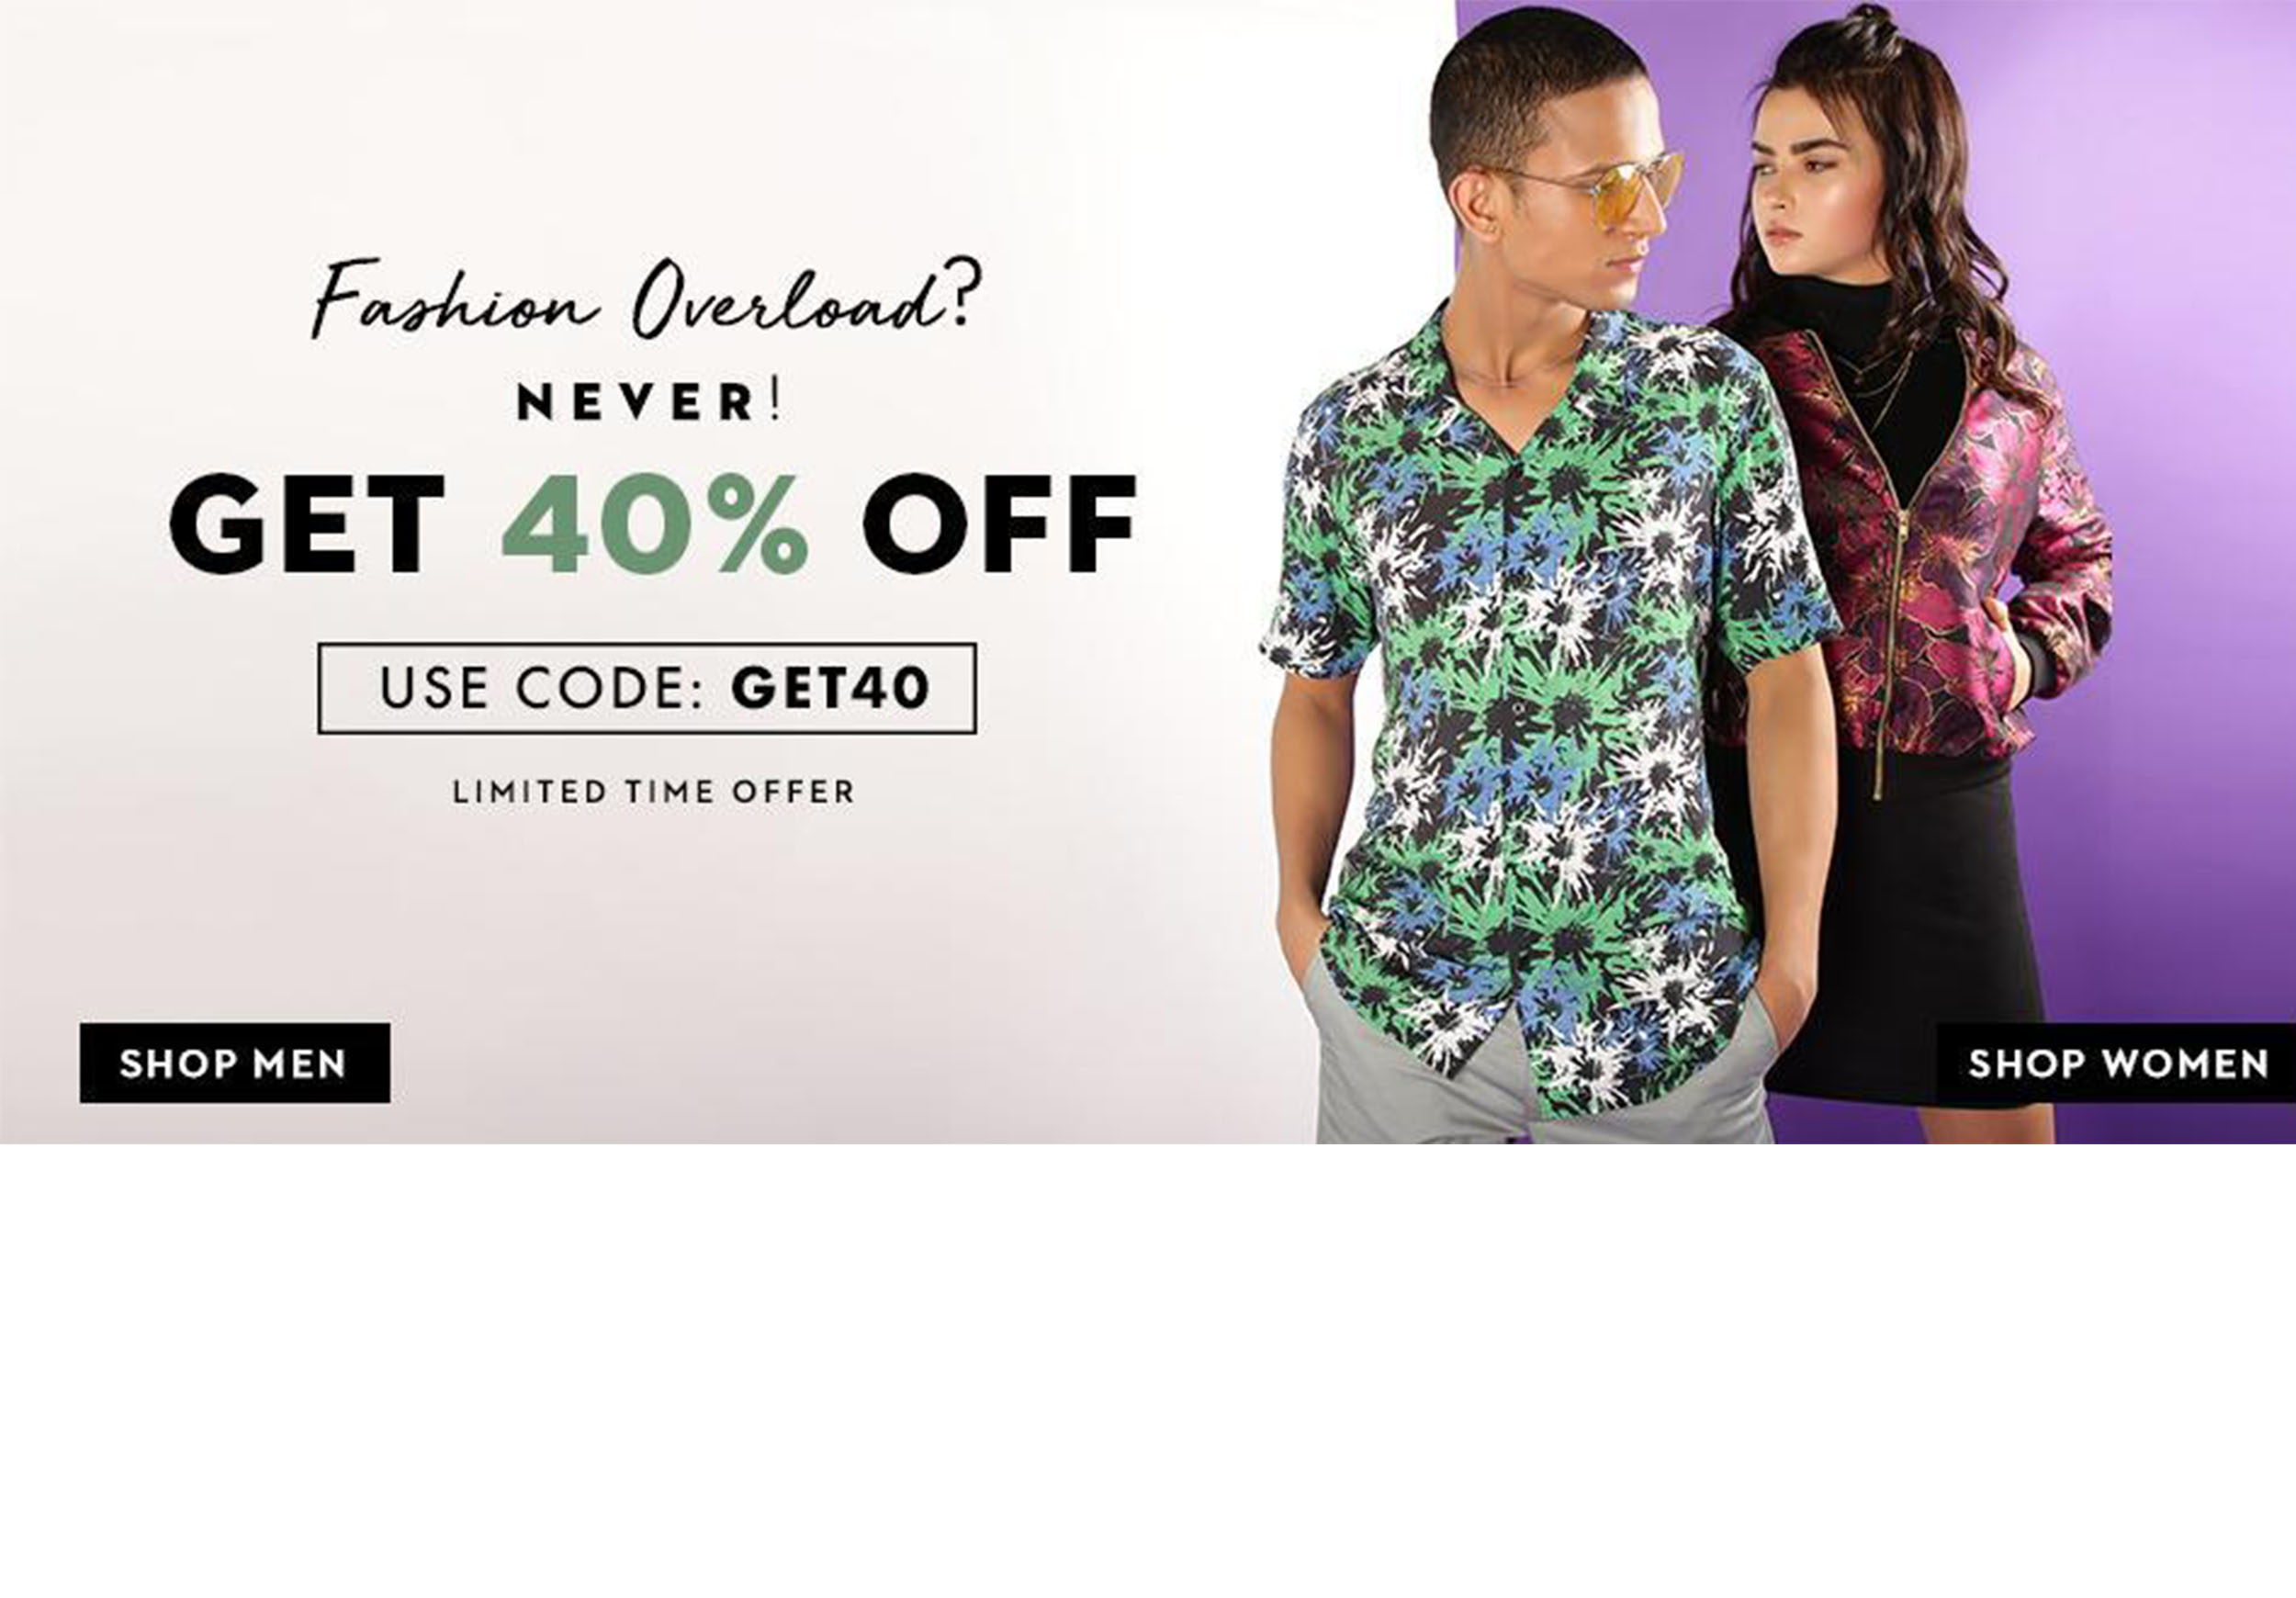 Fashion Overload?
NEVER!
GET 40% OFF
USE CODE: GET40
LIMITED TIME OFFER
SHOP MEN
SHOP WOMEN